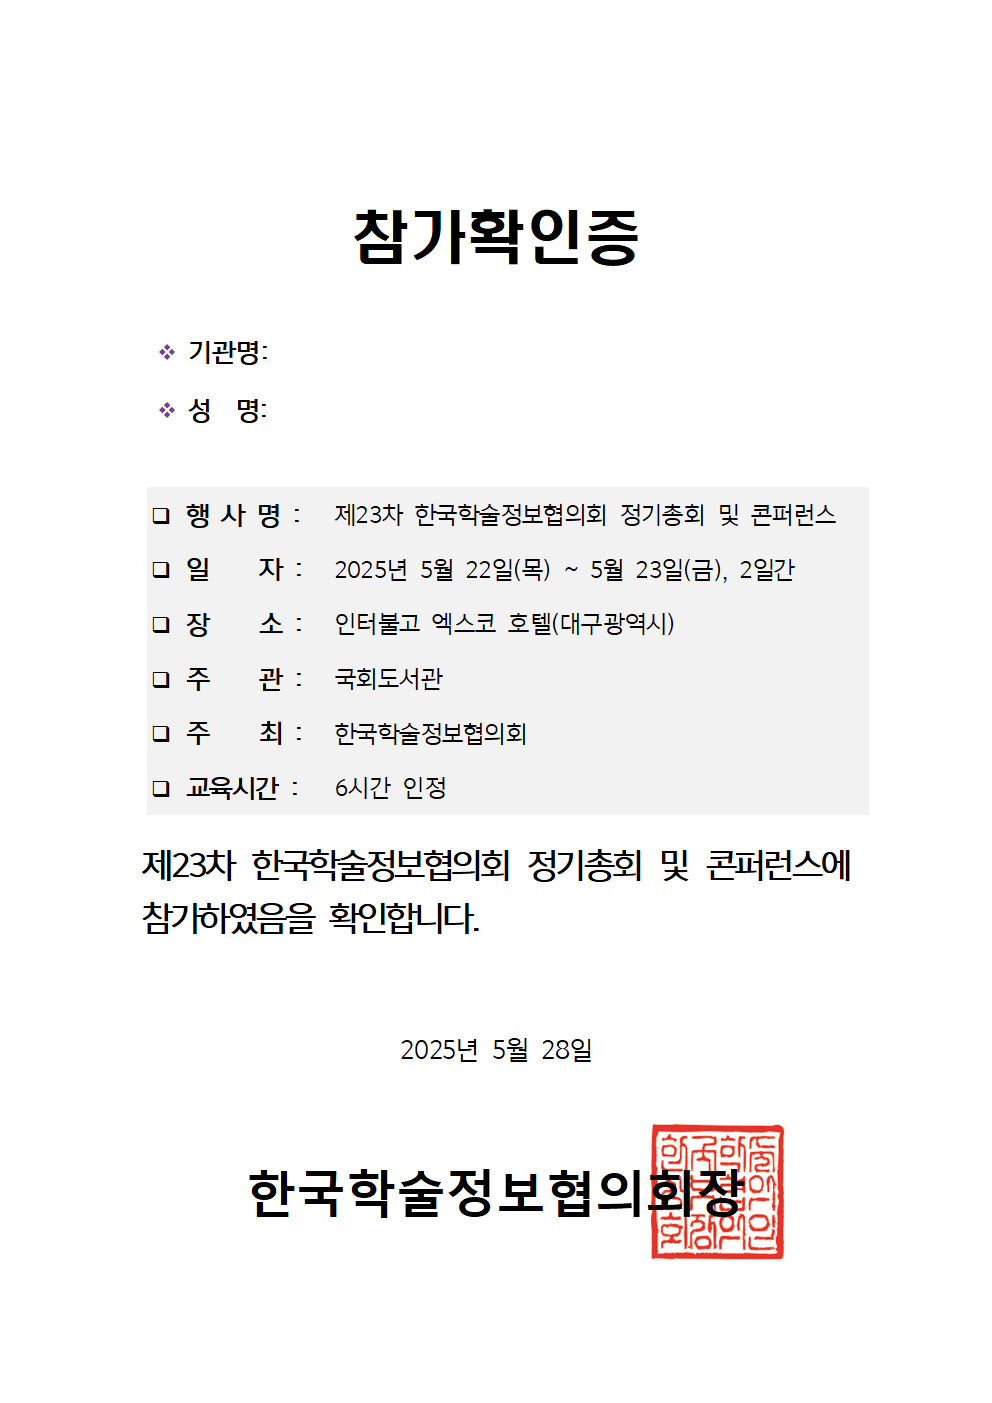 참가확인증
❖ 기관명:
❖ 성 명:
❏ 행 사 명 : 제23차 한국학술정보협의회 정기총회 및 콘퍼런스
❏ 일 자 : 2025년 5월 22일(목) ~ 5월 23일(금), 2일간
❏ 장 소 : 인터불고 엑스코 호텔(대구광역시)
❏ 주 관 : 국회도서관
❏ 주 최 : 한국학술정보협의회
❏ 교육시간 : 6시간 인정
제23차 한국학술정보협의회 정기총회 및 콘퍼런스에
참가하였음을 확인합니다.
2025년 5월 28일
한국학술정보협의회장